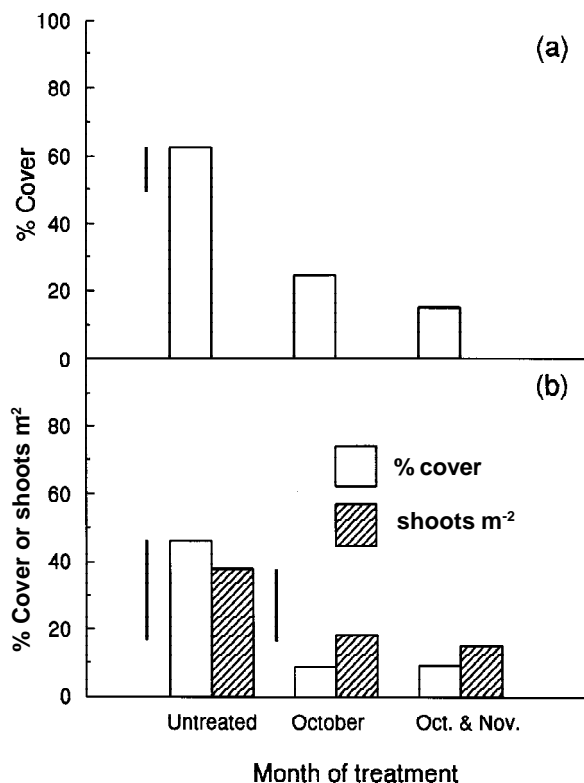 100
(a)
80
60
40
20
0
% Cover
(b)
80
60
40
20
0
% Cover or shoots m⁻²
% cover
shoots m⁻²
Untreated October Oct. & Nov.
Month of treatment